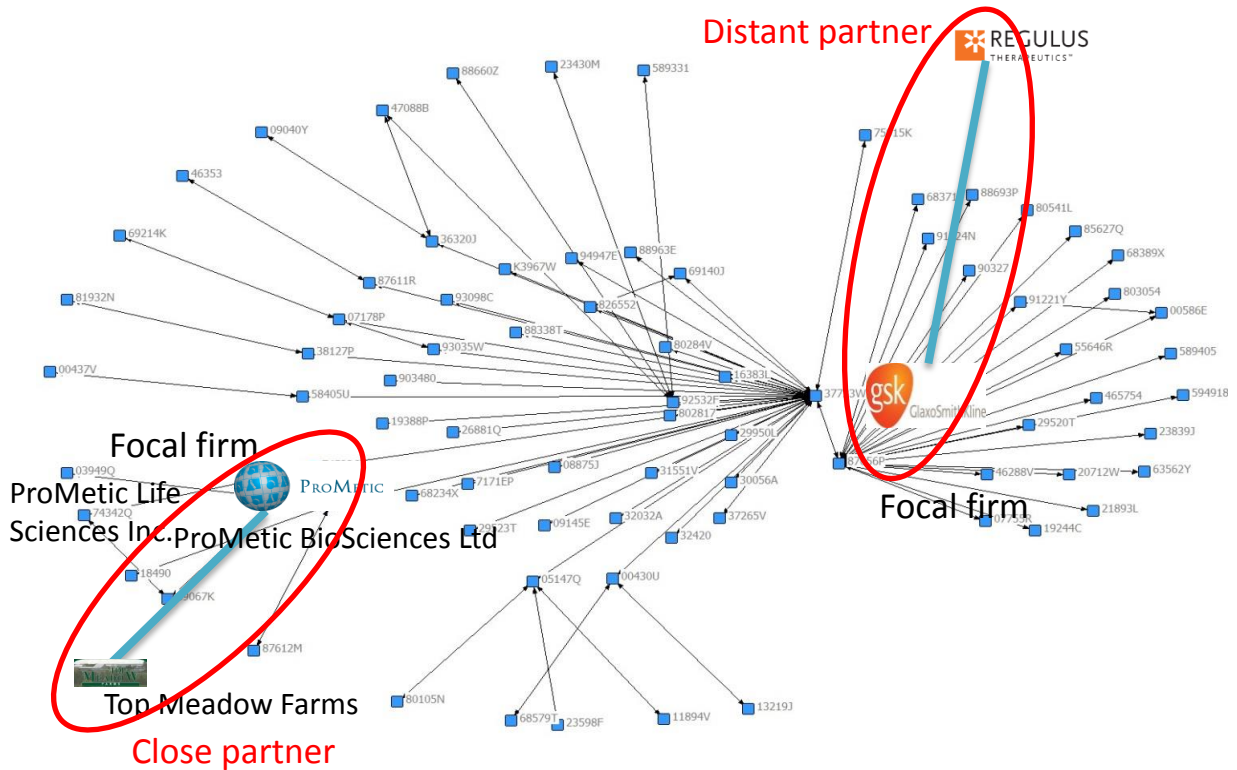 Distant partner
REGULUS
THERAPEUTICS™
88660Z
23430M
589331
47088B
09040Y
46353
69214K
36320J
K3967W
94947E
88963E
69140J
68371
88693P
80541L
85627Q
68389X
90327
87611R
93098C
826552
81932N
07178P
88338T
80284V
91221Y
803054
00586E
93035W
38127P
16383L
55646R
589405
00437V
903480
58405U
92532F
802817
gsk
GlaxoSmithKline
465754
594918
19388P
26881Q
29950L
29520T
23839J
Focal firm
08875J
31551V
46288V
20712W
63562Y
03949Q
PROMETIC
7171EP
30056A
Focal firm
ProMetic Life
68234X
74342Q
Sciences Inc.
ProMetic BioSciences Ltd
09145E
32032A
37265V
21893L
19244C
32420
18490
05147Q
00430U
87612M
Top Meadow Farms
80105N
68579T
23598F
11894V
13219J
Close partner